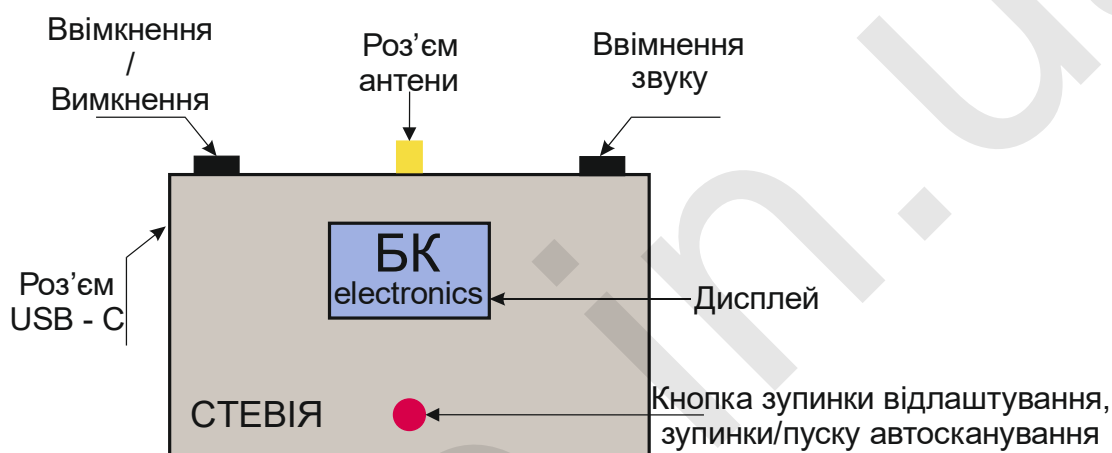 Ввімкнення
/
Вимкнення
Роз’єм
антени
Ввімнення
звуку
БК
electronics
Роз’єм
USB - C
Дисплей
СТЕВІЯ
Кнопка зупинки відлаштування,
зупинки/пуску автосканування